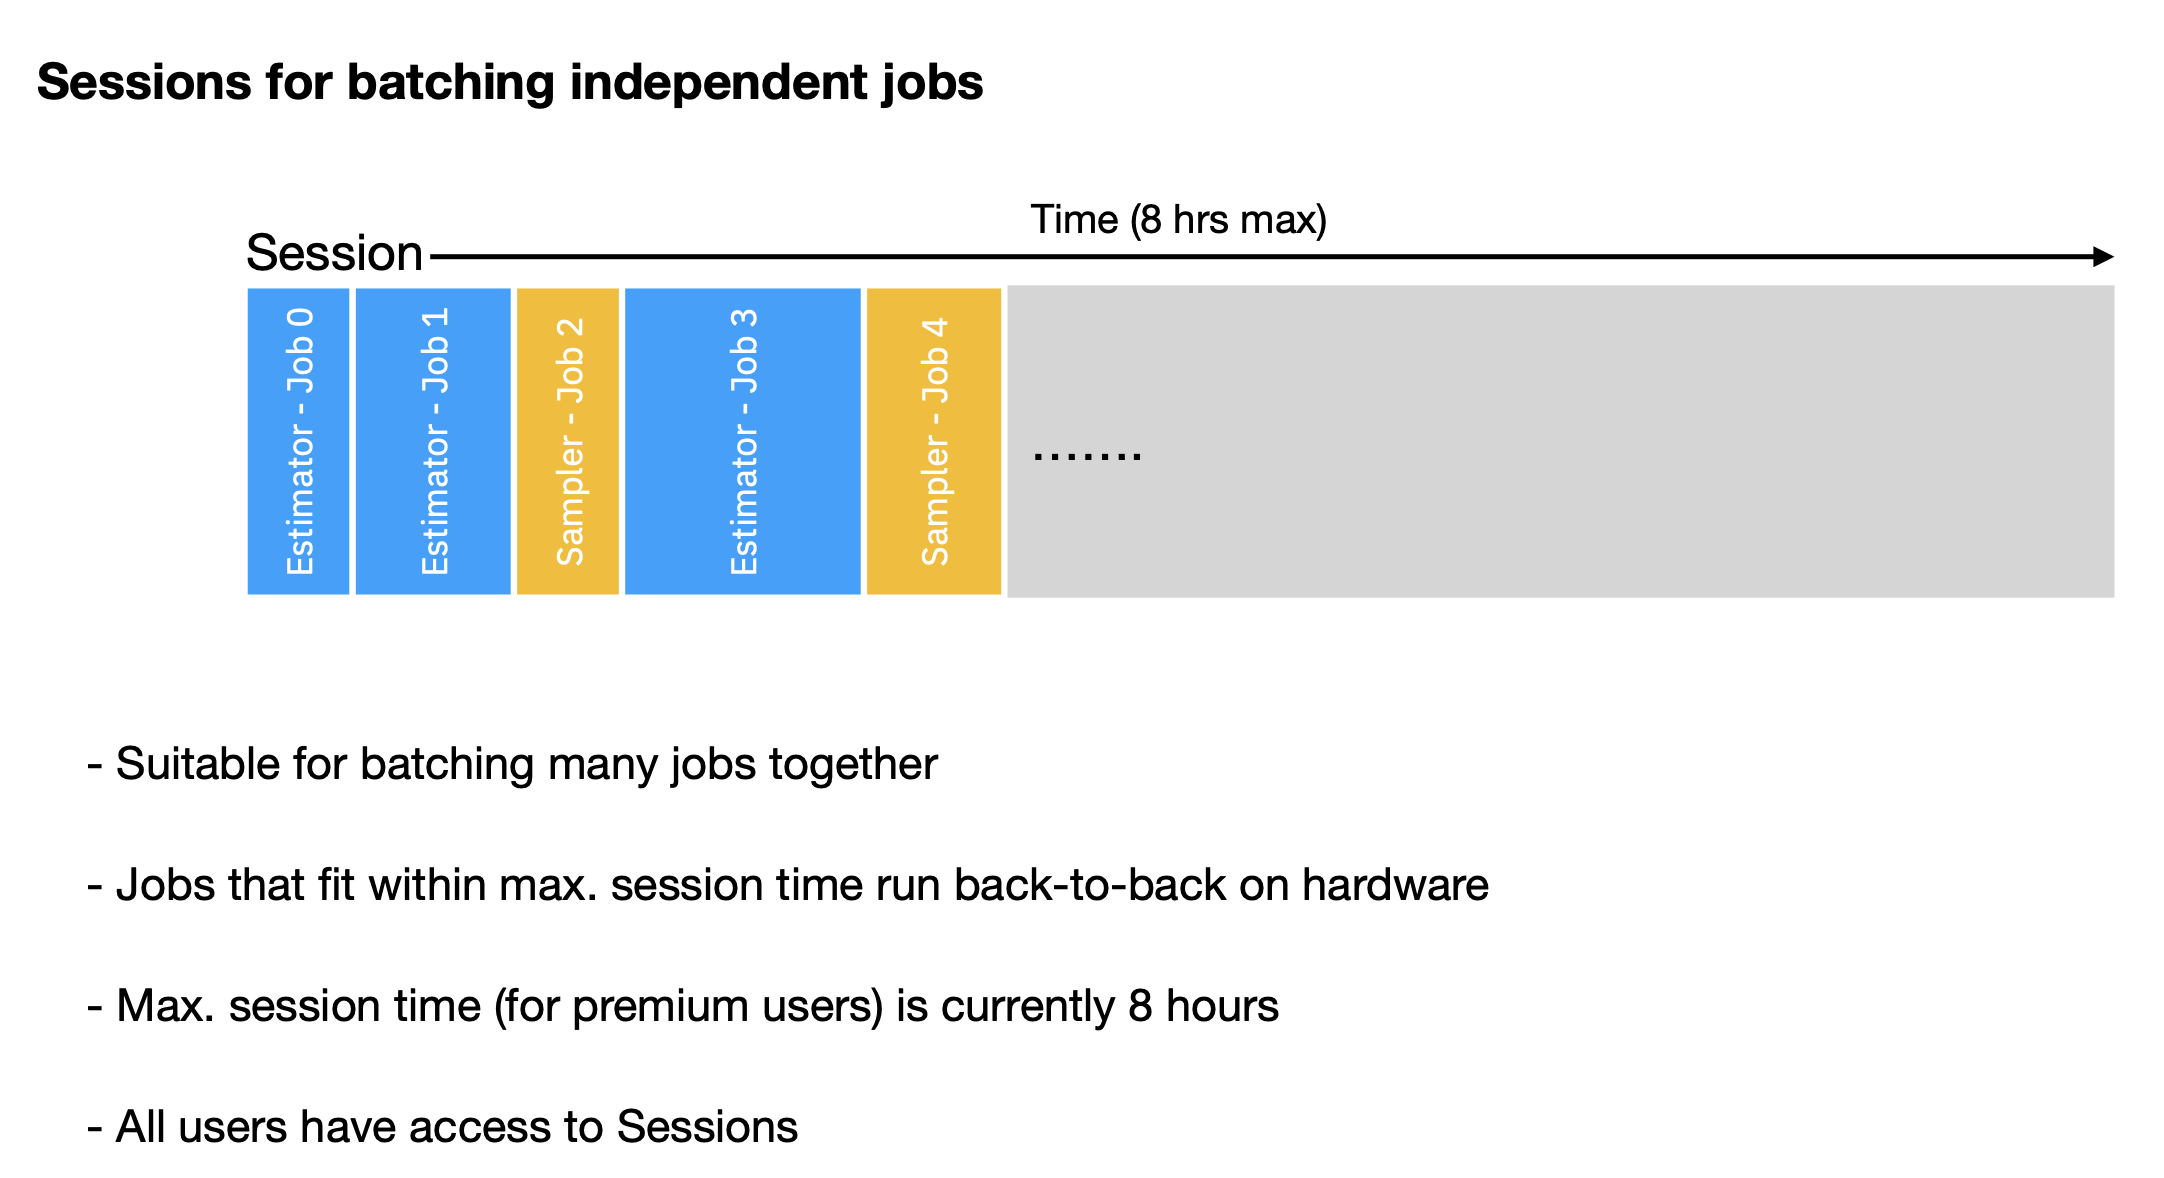 Sessions for batching independent jobs
Time (8 hrs max)
Session
Estimator - Job 0
Estimator - Job 1
Sampler - Job 2
Estimator - Job 3
Sampler - Job 4
.......
- Suitable for batching many jobs together
- Jobs that fit within max. session time run back-to-back on hardware
- Max. session time (for premium users) is currently 8 hours
- All users have access to Sessions